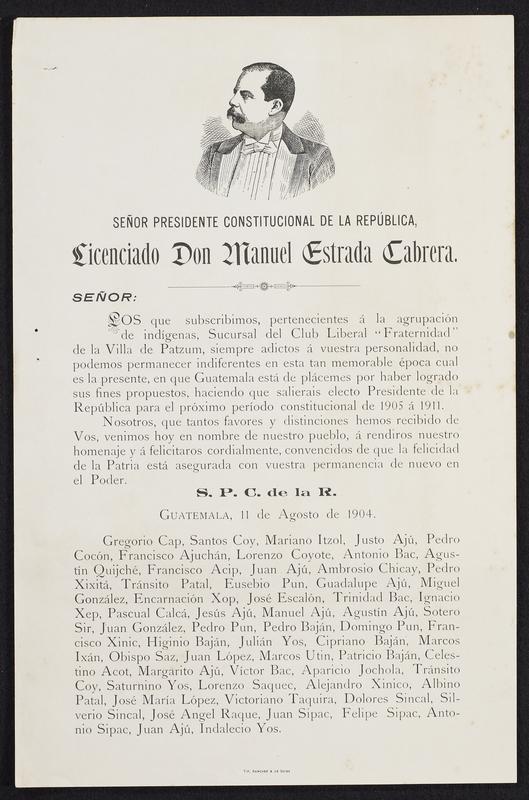 SEÑOR PRESIDENTE CONSTITUCIONAL DE LA REPÚBLICA,
Licenciado Don Manuel Estrada Cabrera.
SEÑOR:
LOS que subscribimos, pertenecientes á la agrupación
de indígenas, Sucursal del Club Liberal “Fraternidad”
de la Villa de Patzum, siempre adictos á vuestra personalidad, no
podemos permanecer indiferentes en esta tan memorable época cual
es la presente, en que Guatemala está de plácemes por haber logrado
sus fines propuestos, haciendo que salierais electo Presidente de la
República para el próximo período constitucional de 1905 á 1911.
Nosotros, que tantos favores y distinciones hemos recibido de
Vos, venimos hoy en nombre de nuestro pueblo, á rendiros nuestro
homenaje y á felicitaros cordialmente, convencidos de que la felicidad
de la Patria está asegurada con vuestra permanencia de nuevo en
el Poder.
S. P. C. de la R.
GUATEMALA, 11 de Agosto de 1904.
Gregorio Cap, Santos Coy, Mariano Itzol, Justo Ajú, Pedro
Cocón, Francisco Ajuchán, Lorenzo Coyote, Antonio Bac, Agus-
tín Quijché, Francisco Acip, Juan Ajú, Ambrosio Chicay, Pedro
Xixitá, Tránsito Patal, Eusebio Pun, Guadalupe Ajú, Miguel
González, Encarnación Xop, José Escalón, Trinidad Bac, Ignacio
Xep, Pascual Calcá, Jesús Ajú, Manuel Ajú, Agustín Ajú, Sotero
Sir, Juan González, Pedro Pun, Pedro Baján, Domingo Pun, Fran-
cisco Xinic, Higinio Baján, Julián Yos, Cipriano Baján, Marcos
Ixán, Obispo Saz, Juan López, Marcos Utin, Patricio Baján, Celes-
tino Acot, Margarito Ajú, Víctor Bac, Aparicio Jochola, Tránsito
Coy, Saturnino Yos, Lorenzo Saquec, Alejandro Xinico, Albino
Patal, José María López, Victoriano Taquira, Dolores Sincal, Sil-
verio Sincal, José Angel Raque, Juan Sipac, Felipe Sipac, Anto-
nio Sipac, Juan Ajú, Indalecio Yos.
TIP. SANCHEZ & DE GUISE